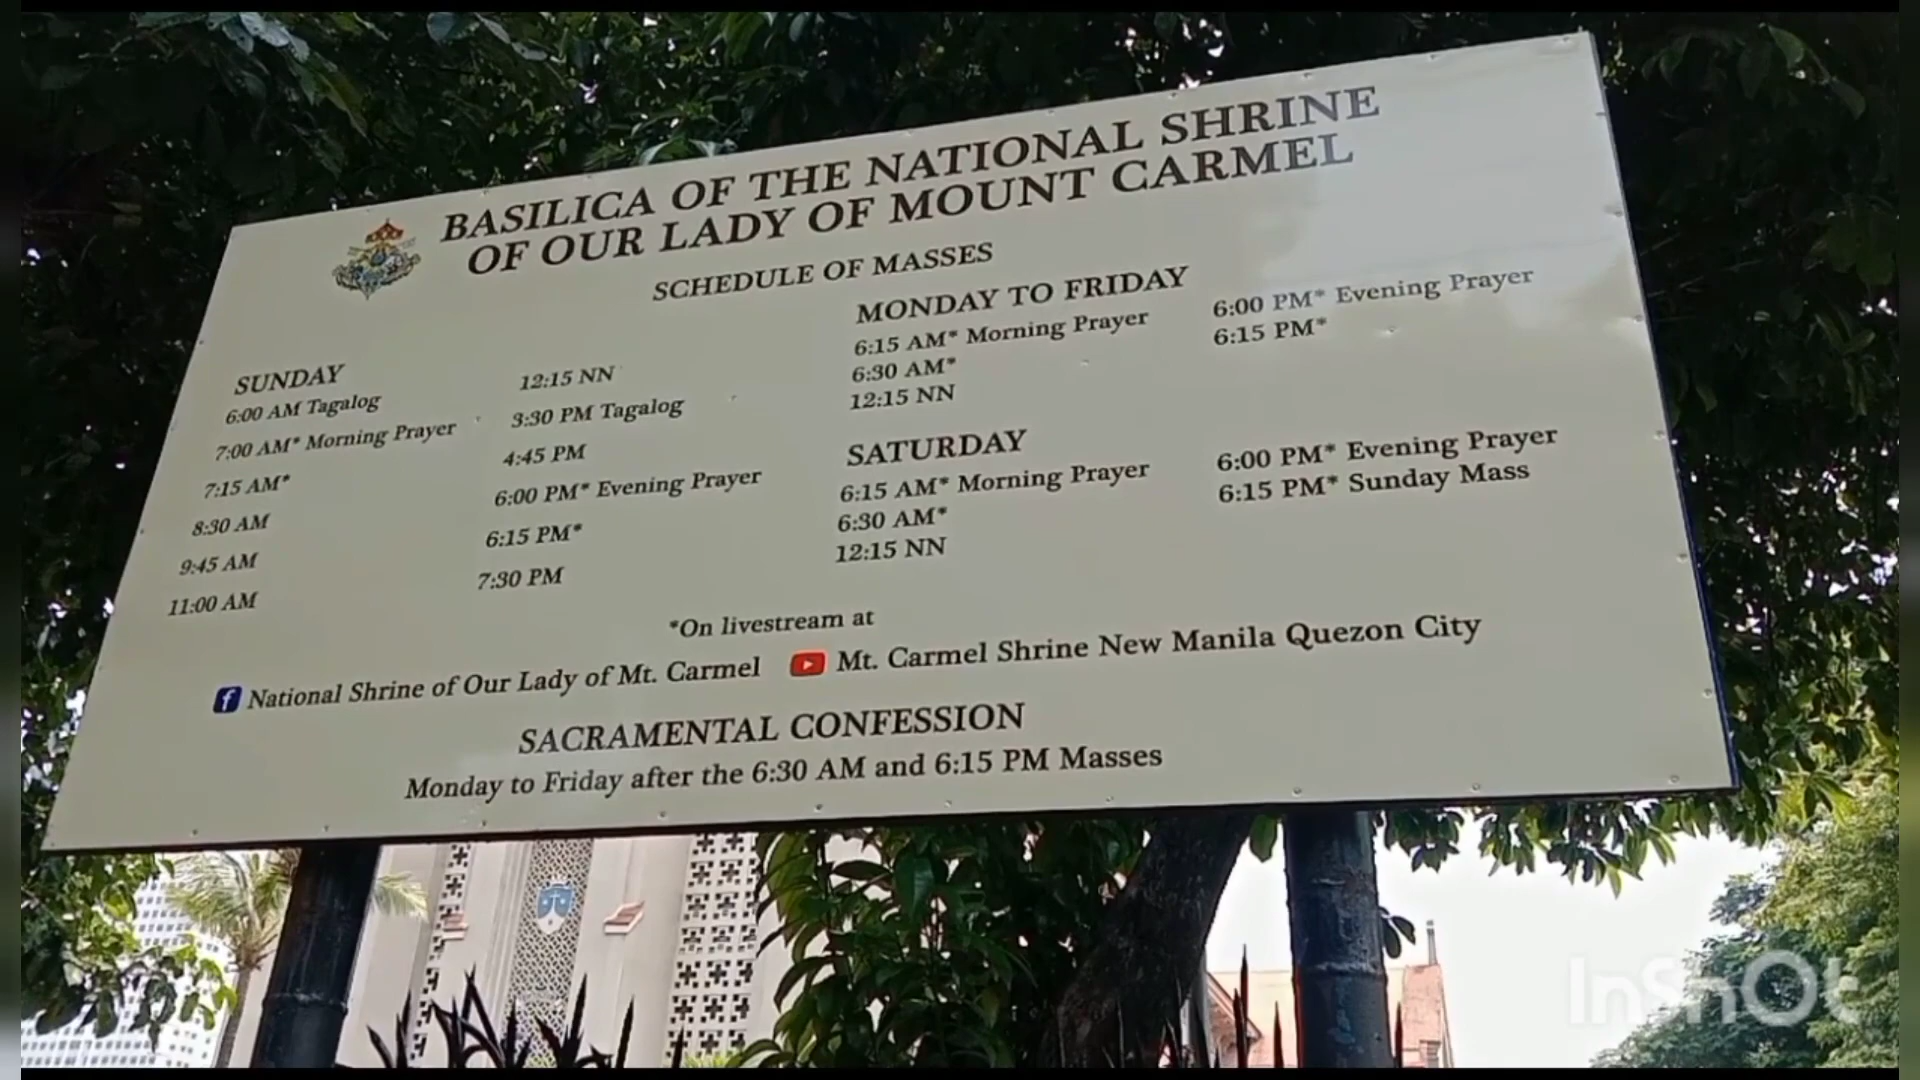 BASILICA OF THE NATIONAL SHRINE
OF OUR LADY OF MOUNT CARMEL
SCHEDULE OF MASSES
SUNDAY
6:00 AM Tagalog
7:00 AM* Morning Prayer
7:15 AM*
8:30 AM
9:45 AM
11:00 AM
12:15 NN
3:30 PM Tagalog
4:45 PM
6:00 PM* Evening Prayer
6:15 PM*
7:30 PM
MONDAY TO FRIDAY
6:15 AM* Morning Prayer
6:30 AM*
12:15 NN
6:00 PM* Evening Prayer
6:15 PM*
SATURDAY
6:15 AM* Morning Prayer
6:30 AM*
12:15 NN
6:00 PM* Evening Prayer
6:15 PM* Sunday Mass
*On livestream at
f National Shrine of Our Lady of Mt. Carmel Mt. Carmel Shrine New Manila Quezon City
SACRAMENTAL CONFESSION
Monday to Friday after the 6:30 AM and 6:15 PM Masses
InShOt